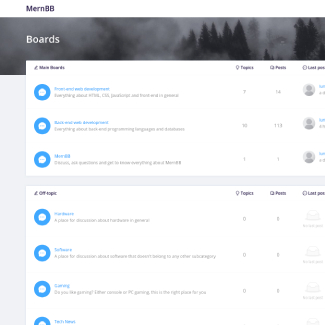 MernBB
Boards
Main Boards Topics Posts Last pos
Front-end web development
Everything about HTML, CSS, JavaScript and front-end in general
7 14
Back-end web development
Everything about back-end programming languages and databases
10 113
MernBB
Discuss, ask questions and get to know everything about MernBB
1 1
Off-topic Topics Posts Last pos
Hardware
A place for discussion about hardware in general
0 0
Software
A place for discussion about software that doesn't belong to any other subcategory
0 0
Gaming
Do you like gaming? Either console or PC gaming, this is the right place for you
0 0
Tech News